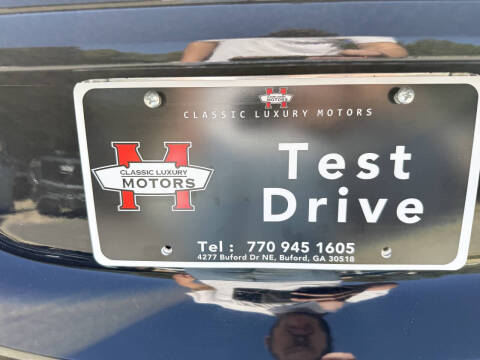 CLASSIC LUXURY MOTORS
CLASSIC LUXURY
MOTORS
Test
Drive
Tel : 770 945 1605
4277 Buford Dr NE, Buford, GA 30518